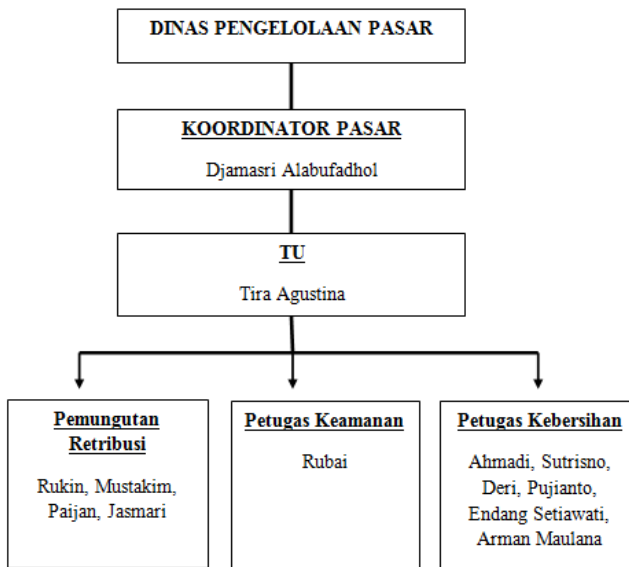 DINAS PENGELOLAAN PASAR
KOORDINATOR PASAR
Djamasri Alabufadhol
TU
Tira Agustina
Pemungutan
Retribusi
Rukin, Mustakim,
Paijan, Jasmari
Petugas Keamanan
Rubai
Petugas Kebersihan
Ahmadi, Sutrisno,
Deri, Pujianto,
Endang Setiawati,
Arman Maulana